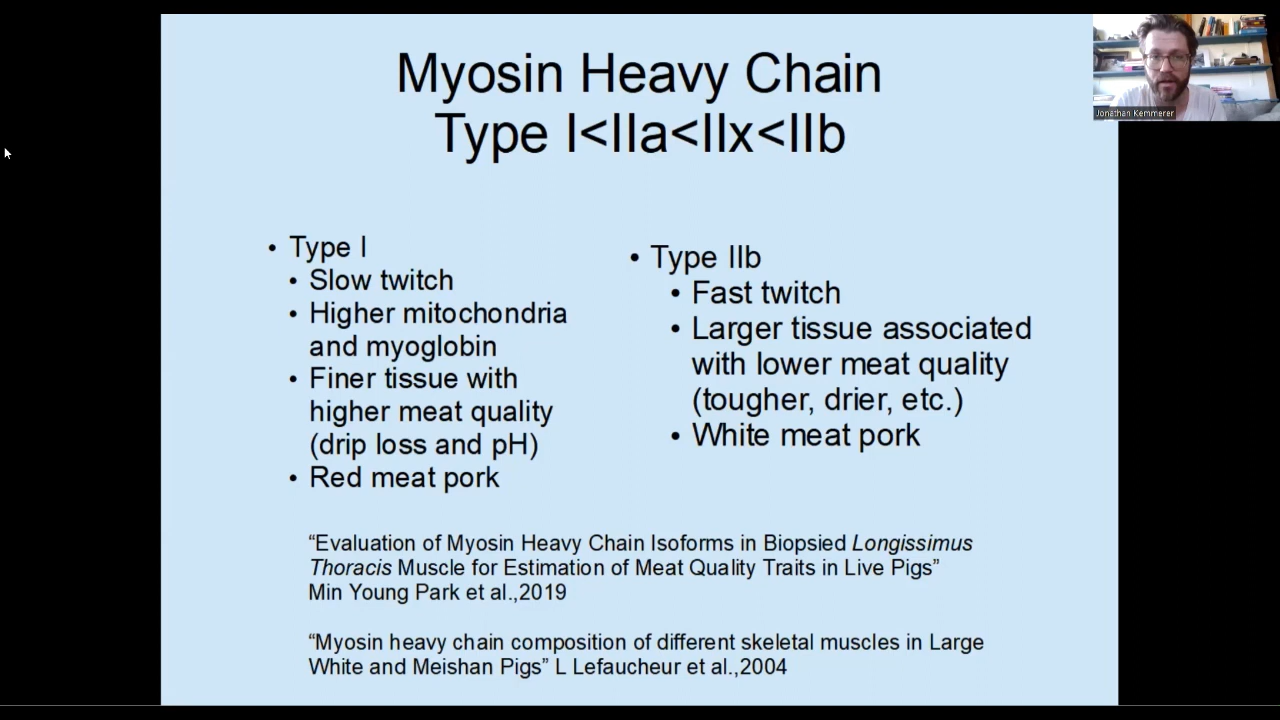 Myosin Heavy Chain
Type I<IIa<IIx<IIb
Jonathan Kemmerer
• Type I
• Slow twitch
• Higher mitochondria
and myoglobin
• Finer tissue with
higher meat quality
(drip loss and pH)
• Red meat pork
• Type IIb
• Fast twitch
• Larger tissue associated
with lower meat quality
(tougher, drier, etc.)
• White meat pork
“Evaluation of Myosin Heavy Chain Isoforms in Biopsied Longissimus
Thoracis Muscle for Estimation of Meat Quality Traits in Live Pigs”
Min Young Park et al.,2019
“Myosin heavy chain composition of different skeletal muscles in Large
White and Meishan Pigs” L Lefaucheur et al.,2004